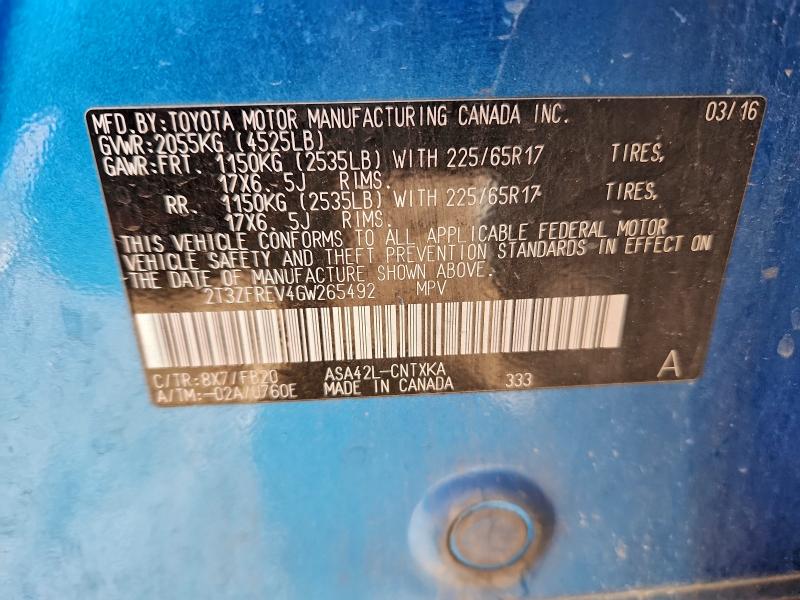 MFD.BY:TOYOTA MOTOR MANUFACTURING CANADA INC. 03/16
GVWR:2055KG (4525LB)
GAWR:FRT. 1150KG (2535LB) WITH 225/65R17 TIRES,
17X6. 5J RIMS.
RR. 1150KG (2535LB) WITH 225/65R17 TIRES,
17X6. 5J RIMS.
THIS VEHICLE CONFORMS TO ALL APPLICABLE FEDERAL MOTOR
VEHICLE SAFETY AND THEFT PREVENTION STANDARDS IN EFFECT ON
THE DATE OF MANUFACTURE SHOWN ABOVE.
2T3ZFREV4GW265492 MPV
C/TR:8X7/FB20 ASA42L-CNTXKA A
A/TM:-02A/U760E MADE IN CANADA 333